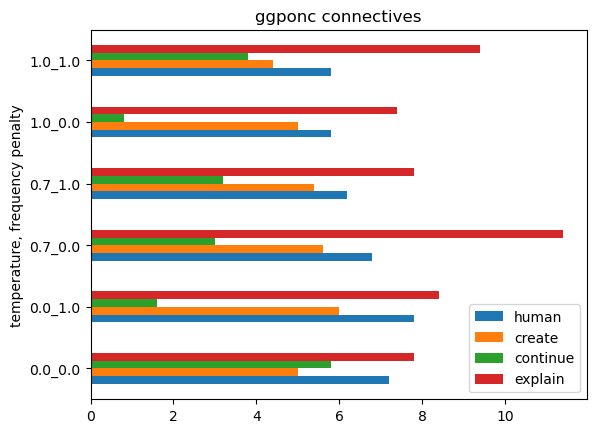 ggponc connectives
temperature, frequency penalty
1.0_1.0
1.0_0.0
0.7_1.0
0.7_0.0
0.0_1.0
0.0_0.0
human
create
continue
explain
0 2 4 6 8 10